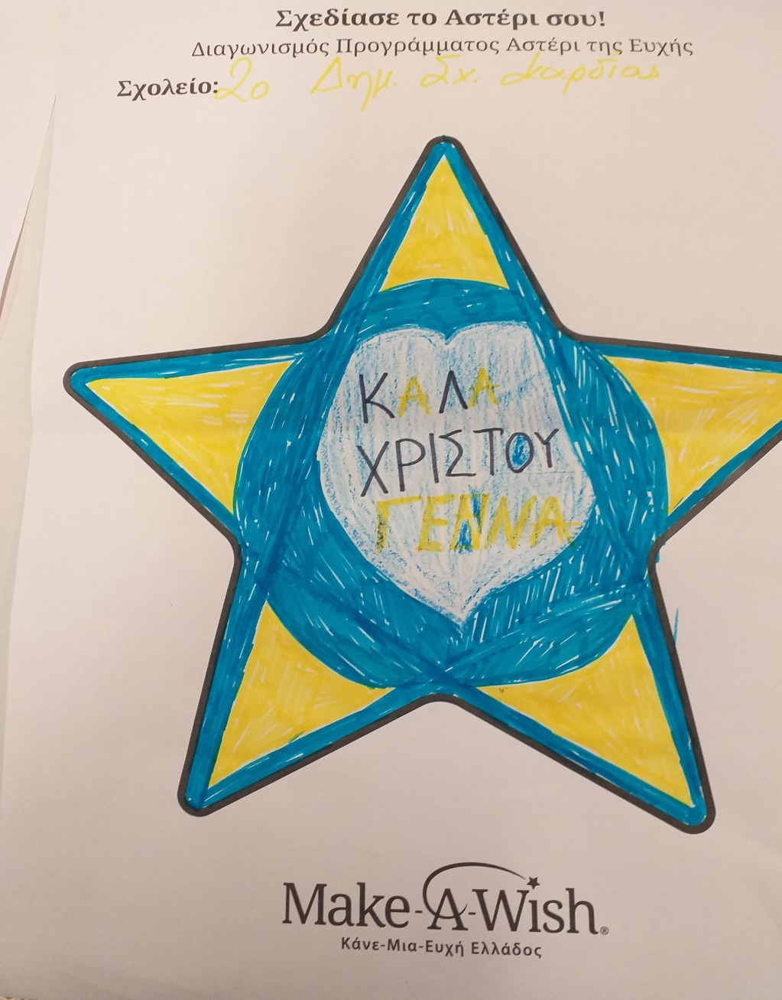 Σχεδίασε το Αστέρι σου!
Διαγωνισμός Προγράμματος Αστέρι της Ευχής
Σχολείο: 2ο Δημ. Σχ. Σκαρδίας
ΚΑΛΑ
ΧΡΙΣΤΟΥ
ΓΕΝΝΑ
Make-A-Wish®
Κάνε-Μια-Ευχή Ελλάδος